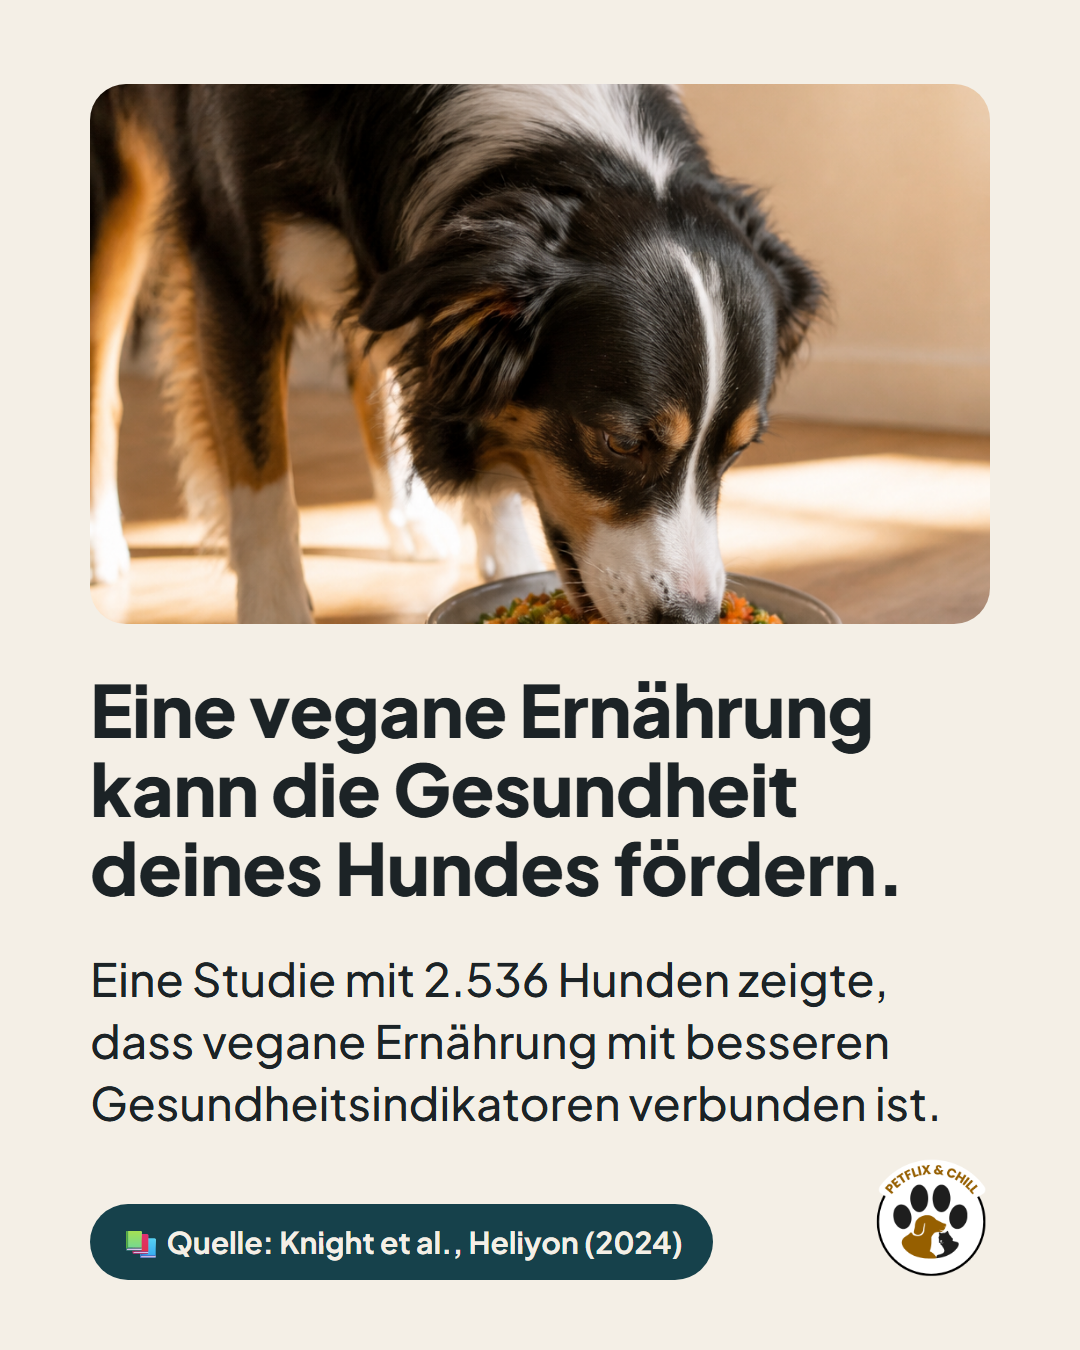 Eine vegane Ernährung
kann die Gesundheit
deines Hundes fördern.
Eine Studie mit 2.536 Hunden zeigte,
dass vegane Ernährung mit besseren
Gesundheitsindikatoren verbunden ist.
Quelle: Knight et al., Heliyon (2024)
PETFLIX & CHILL